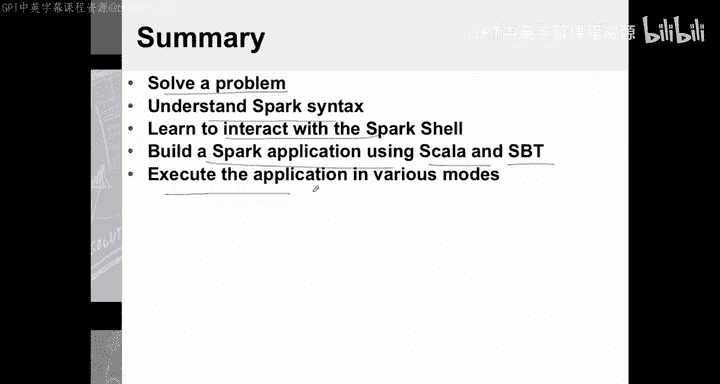 GPT中英字幕课程资源@bilibili
bilibili
Summary
• Solve a problem
• Understand Spark syntax
• Learn to interact with the Spark Shell
• Build a Spark application using Scala and SBT
• Execute the application in various modes